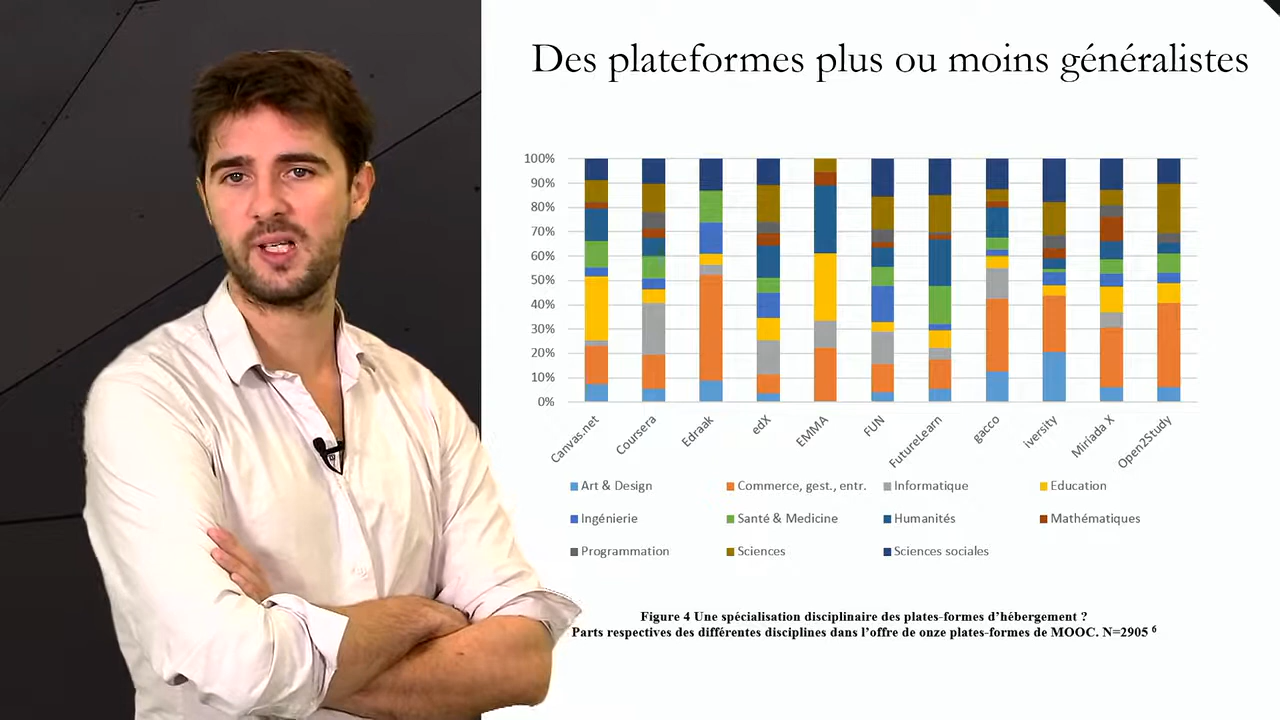 Des plateformes plus ou moins généralistes
100%
90%
80%
70%
60%
50%
40%
30%
20%
10%
0%
Canvas.net
Coursera
Edraak
edX
EMMA
FUN
FutureLearn
gacco
iversity
Miriada X
Open2Study
Art & Design
Commerce, gest., entr.
Informatique
Education
Ingénierie
Santé & Medicine
Humanités
Mathématiques
Programmation
Sciences
Sciences sociales
Figure 4 Une spécialisation disciplinaire des plates-formes d'hébergement ?
Parts respectives des différentes disciplines dans l'offre de onze plates-formes de MOOC. N=2905 6